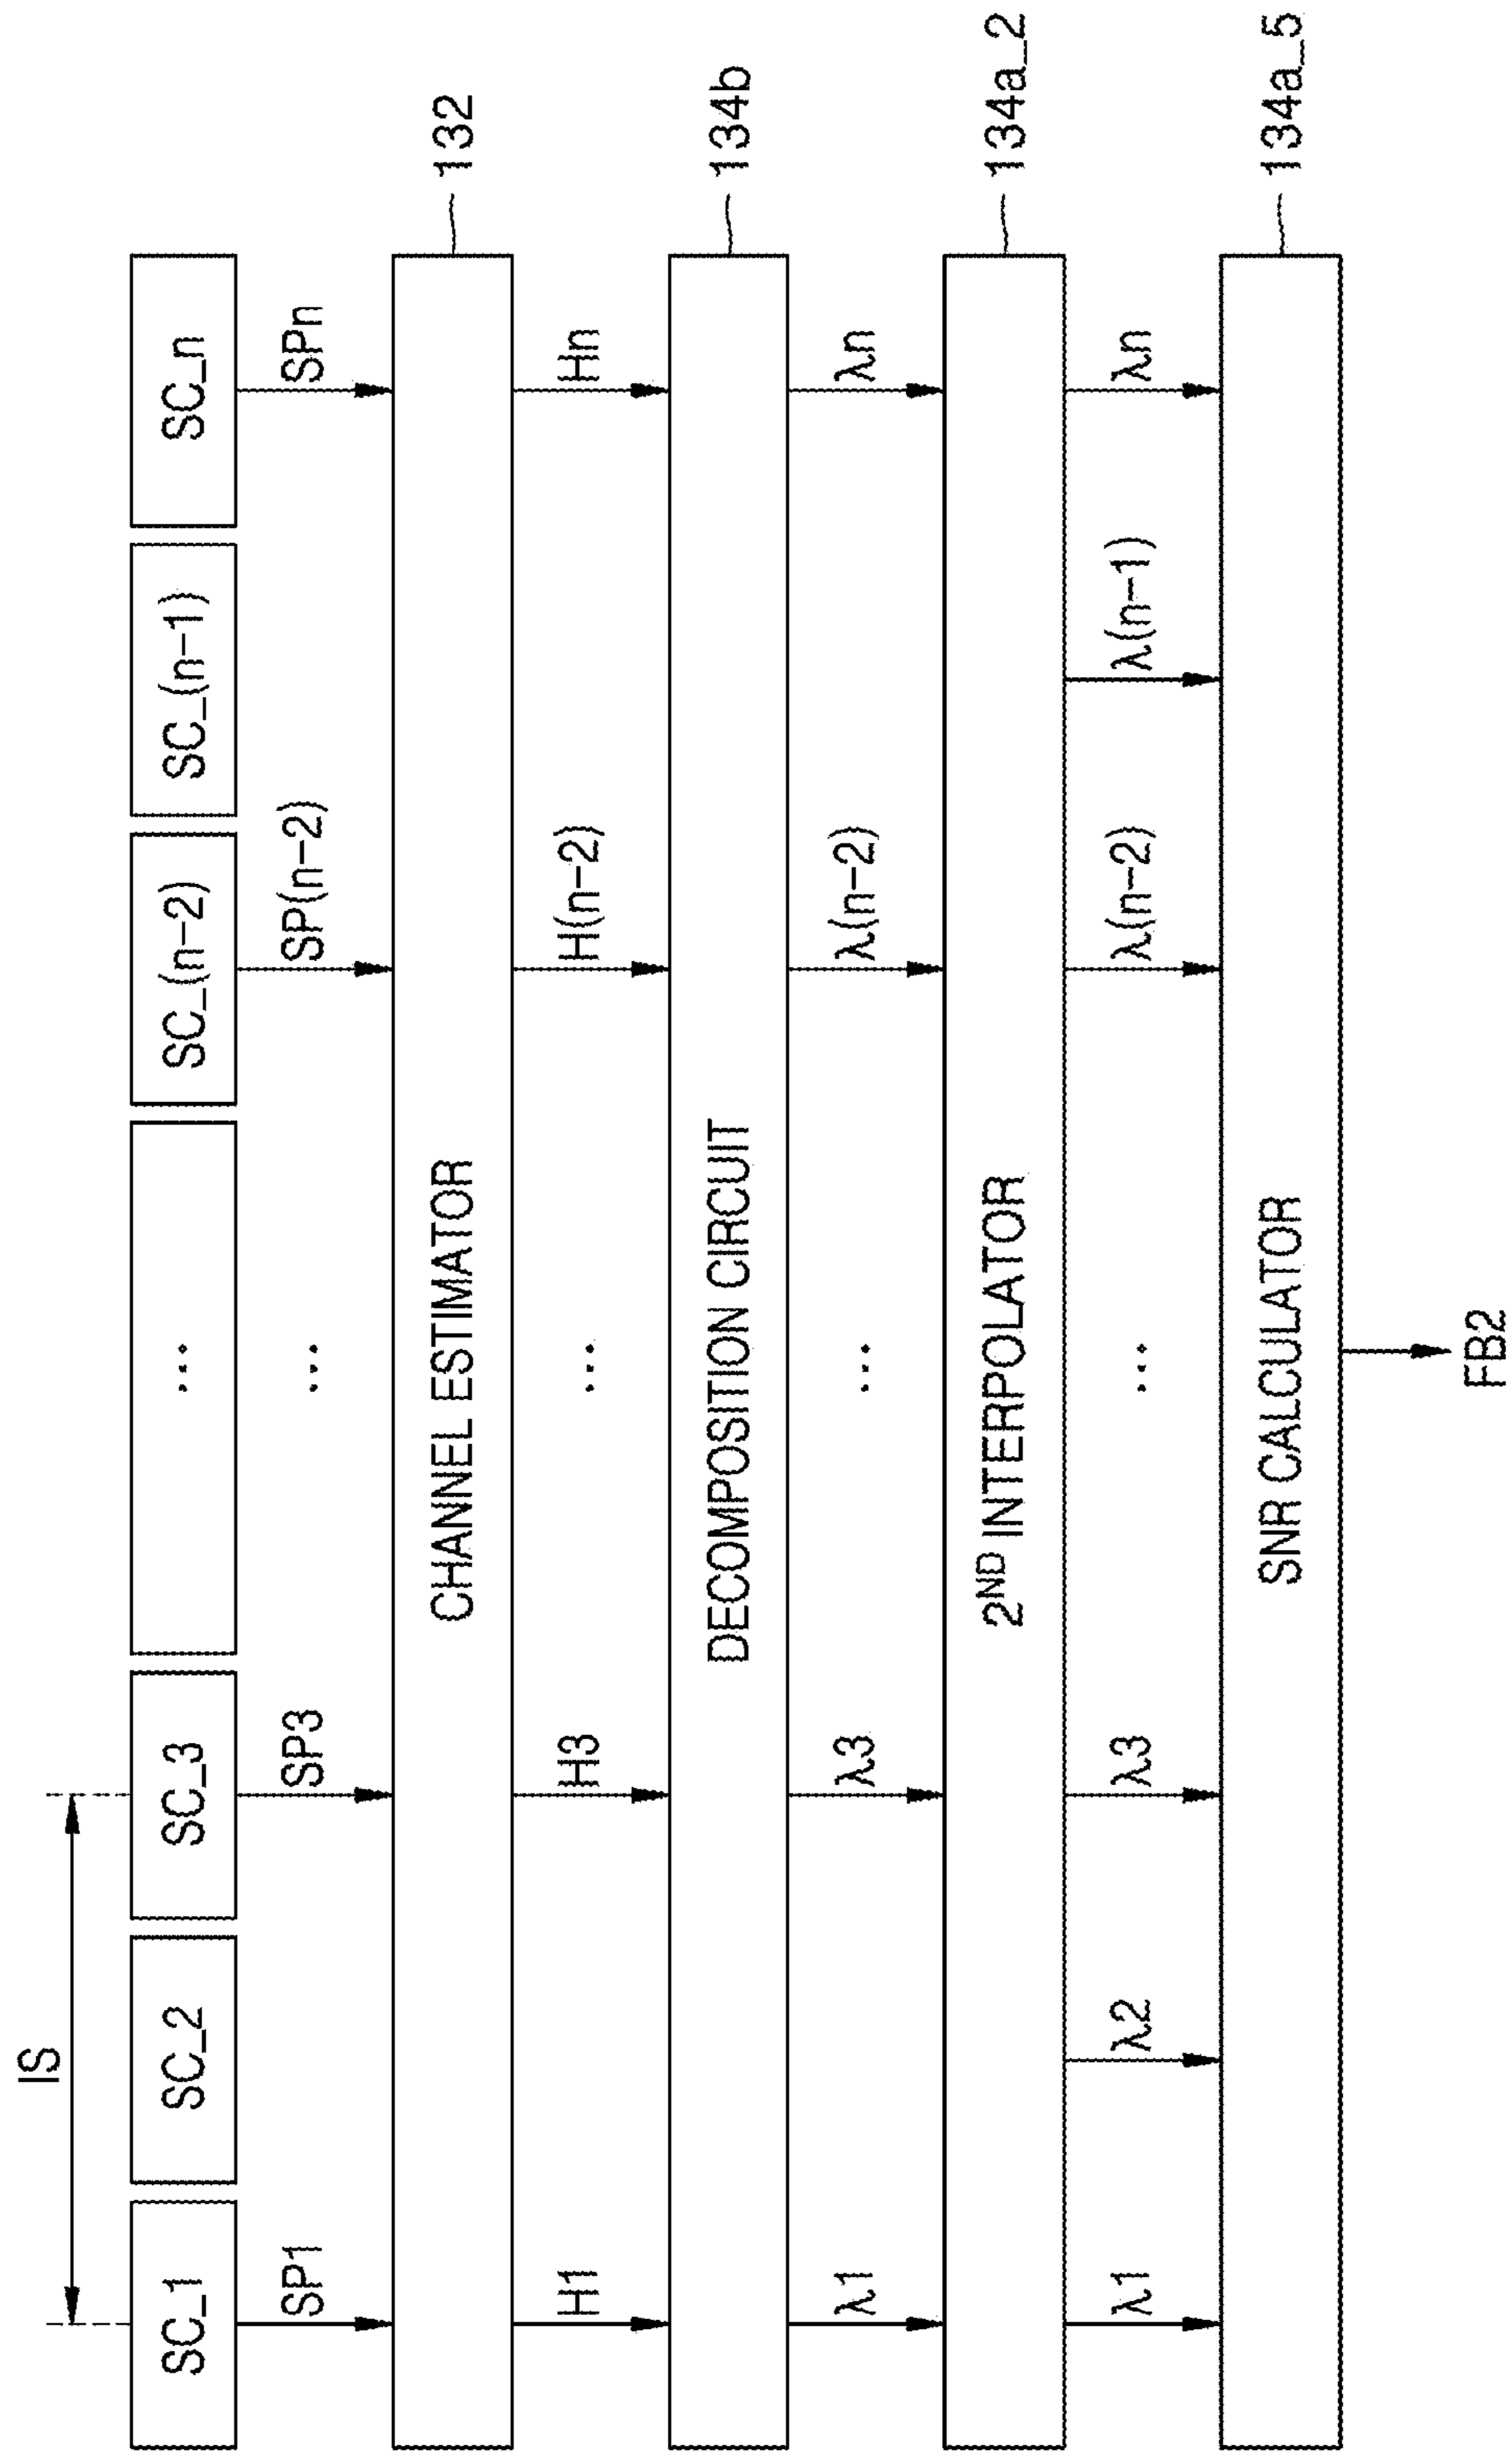 IS
SC_1 SC_2 SC_3 ... SC_(n-2) SC_(n-1) SC_n
SP1 SP3 ... SP(n-2) SPn
CHANNEL ESTIMATOR 132
H1 H3 ... H(n-2) Hn
DECOMPOSITION CIRCUIT 134b
λ1 λ3 ... λ(n-2) λn
2ND INTERPOLATOR 134a_2
λ1 λ2 λ3 ... λ(n-2) λ(n-1) λn
SNR CALCULATOR 134a_5
FB2